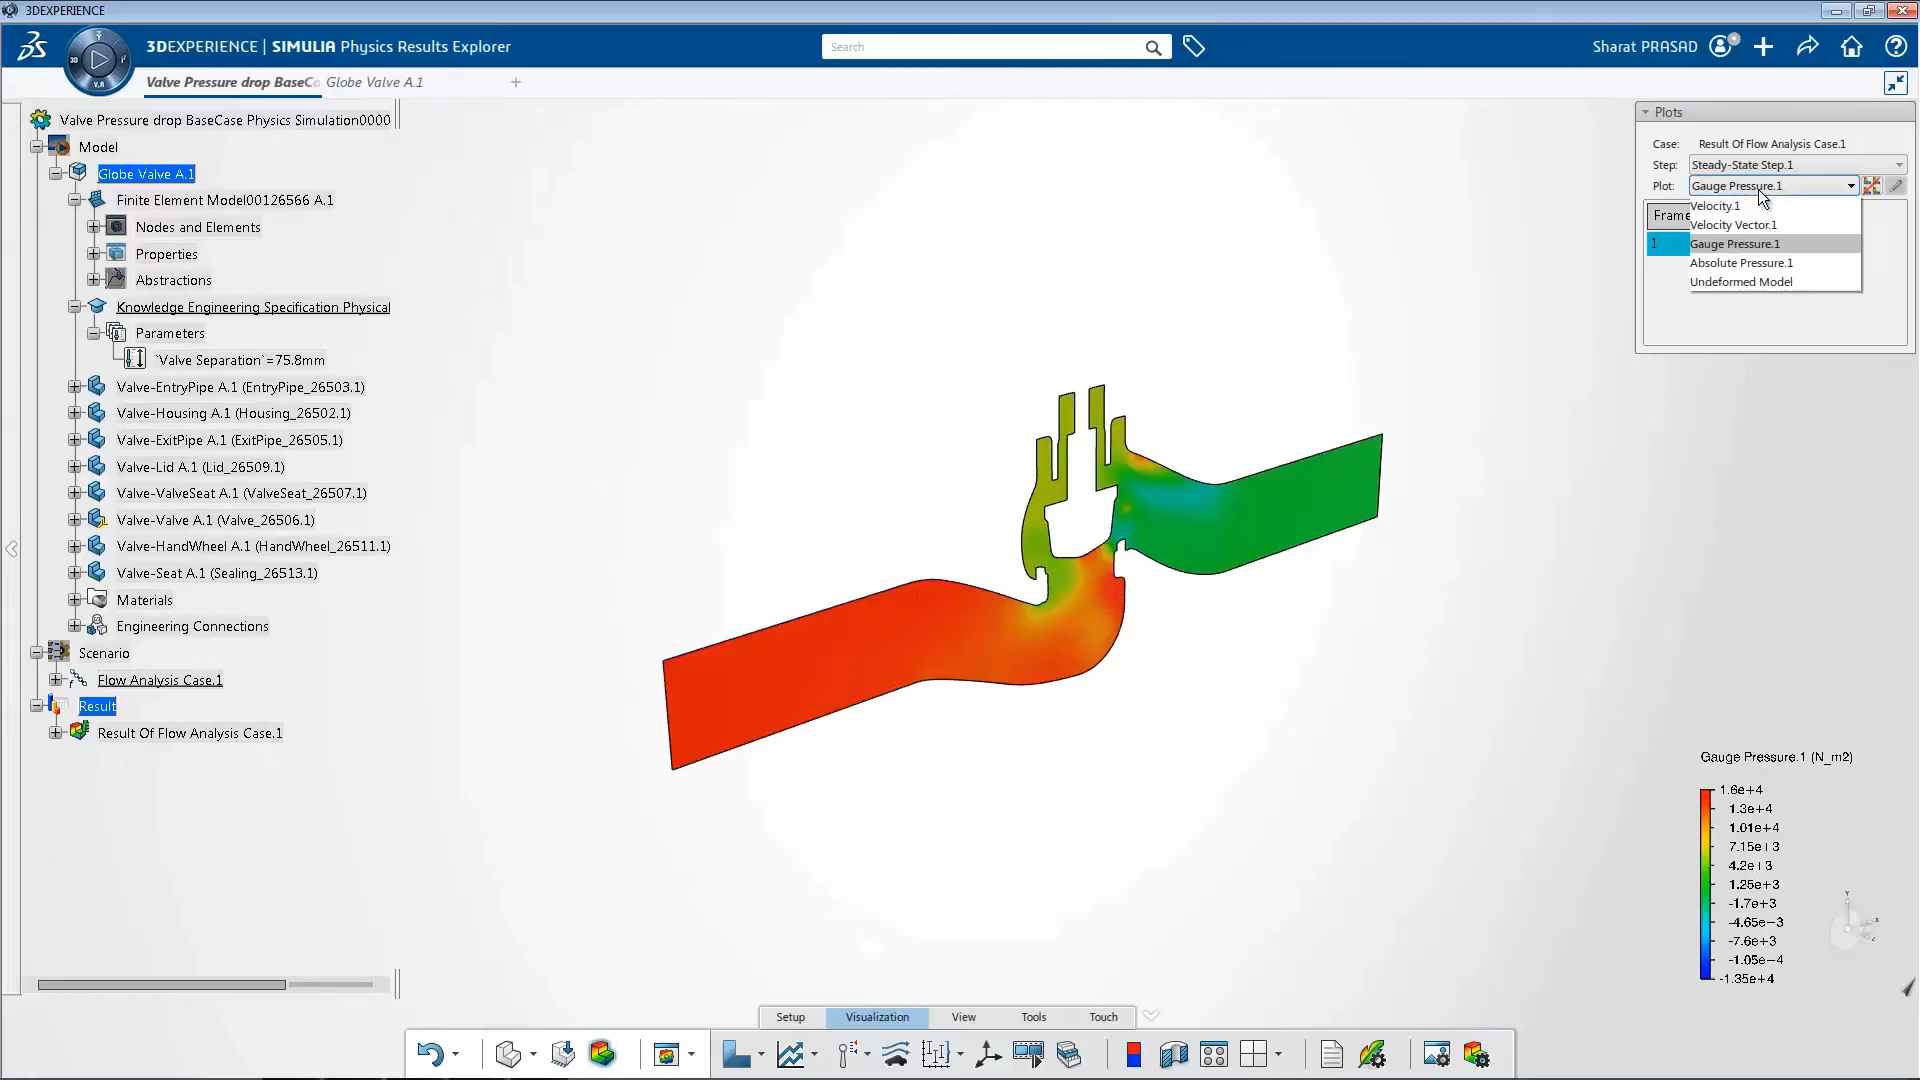 3DEXPERIENCE
3DEXPERIENCE | SIMULIA Physics Results Explorer
Search
Sharat PRASAD
3D
V.R
Valve Pressure drop BaseCa
Globe Valve A.1
+
Valve Pressure drop BaseCase Physics Simulation0000
Model
Globe Valve A.1
Finite Element Model00126566 A.1
Nodes and Elements
Properties
Abstractions
Knowledge Engineering Specification Physical
Parameters
`Valve Separation`=75.8mm
Valve-EntryPipe A.1 (EntryPipe_26503.1)
Valve-Housing A.1 (Housing_26502.1)
Valve-ExitPipe A.1 (ExitPipe_26505.1)
Valve-Lid A.1 (Lid_26509.1)
Valve-ValveSeat A.1 (ValveSeat_26507.1)
Valve-Valve A.1 (Valve_26506.1)
Valve-HandWheel A.1 (HandWheel_26511.1)
Valve-Seat A.1 (Sealing_26513.1)
Materials
Engineering Connections
Scenario
Flow Analysis Case.1
Result
Result Of Flow Analysis Case.1
Plots
Case: Result Of Flow Analysis Case.1
Step: Steady-State Step.1
Plot: Gauge Pressure.1
Frame
1
Velocity.1
Velocity Vector.1
Gauge Pressure.1
Absolute Pressure.1
Undeformed Model
Gauge Pressure.1 (N_m2)
1.6e+4
1.3e+4
1.01e+4
7.15e+3
4.2e+3
1.25e+3
-1.7e+3
-4.65e-3
-7.6e+3
-1.05e-4
-1.35e+4
Setup
Visualization
View
Tools
Touch